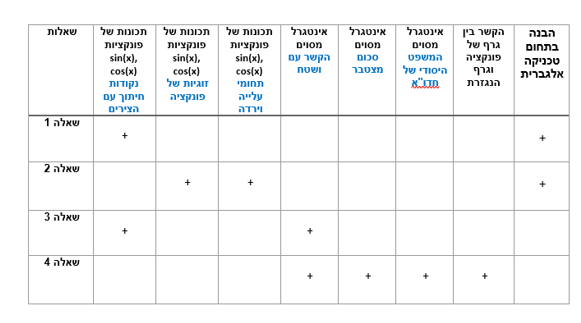 שאלות
תכונות של
פונקציות
sin(x),
cos(x)
נקודות
חיתוך עם
הצירים
תכונות של
פונקציות
sin(x),
cos(x)
זוגיות של
פונקציה
תכונות של
פונקציות
sin(x),
cos(x)
תחומי
עלייה
וירדה
אינטגרל
מסוים
הקשר עם
ושטח
אינטגרל
מסוים
סכום
מצטבר
אינטגרל
מסוים
המשפט
היסודי של
חדו"א
הקשר בין
גרף של
פונקציה
וגרף
הנגזרת
הבנה
בתחום
טכניקה
אלגברית
שאלה 1
+
+
שאלה 2
+
+
+
שאלה 3
+
+
שאלה 4
+
+
+
+